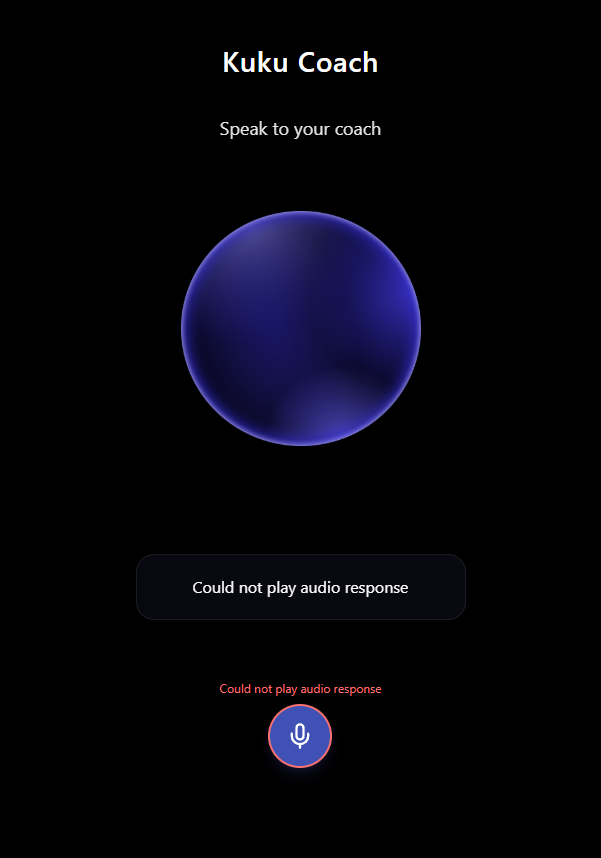 Kuku Coach
Speak to your coach
Could not play audio response
Could not play audio response